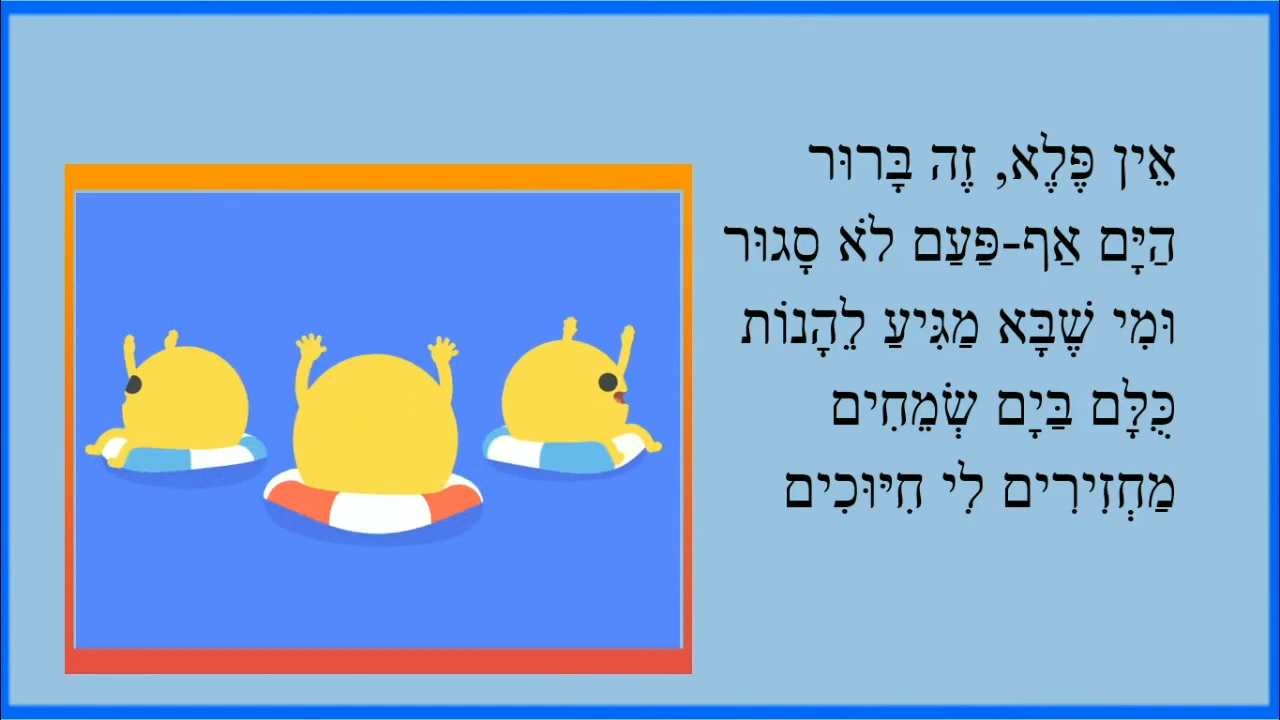 אֵין פֶּלֶא, זֶה בָּרוּר
הַיָּם אַף-פַּעַם לֹא סָגוּר
וּמִי שֶׁבָּא מַגִּיעַ לֵהָנוֹת
כֻּלָּם בַּיָם שְׂמֵחִים
מַחְזִירִים לִי חִיּוּכִים